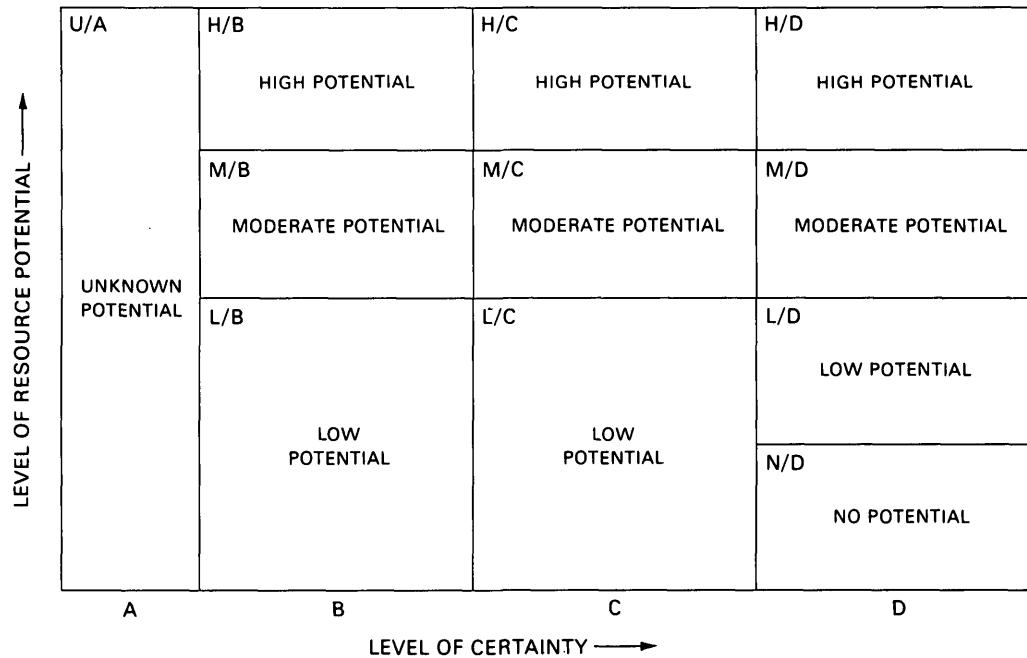 U/A
H/B
H/C
H/D
HIGH POTENTIAL
HIGH POTENTIAL
HIGH POTENTIAL
M/B
M/C
M/D
MODERATE POTENTIAL
MODERATE POTENTIAL
MODERATE POTENTIAL
UNKNOWN
POTENTIAL
L/B
L/C
L/D
LOW POTENTIAL
LOW
POTENTIAL
LOW
POTENTIAL
N/D
NO POTENTIAL
LEVEL OF RESOURCE POTENTIAL
A
B
C
D
LEVEL OF CERTAINTY